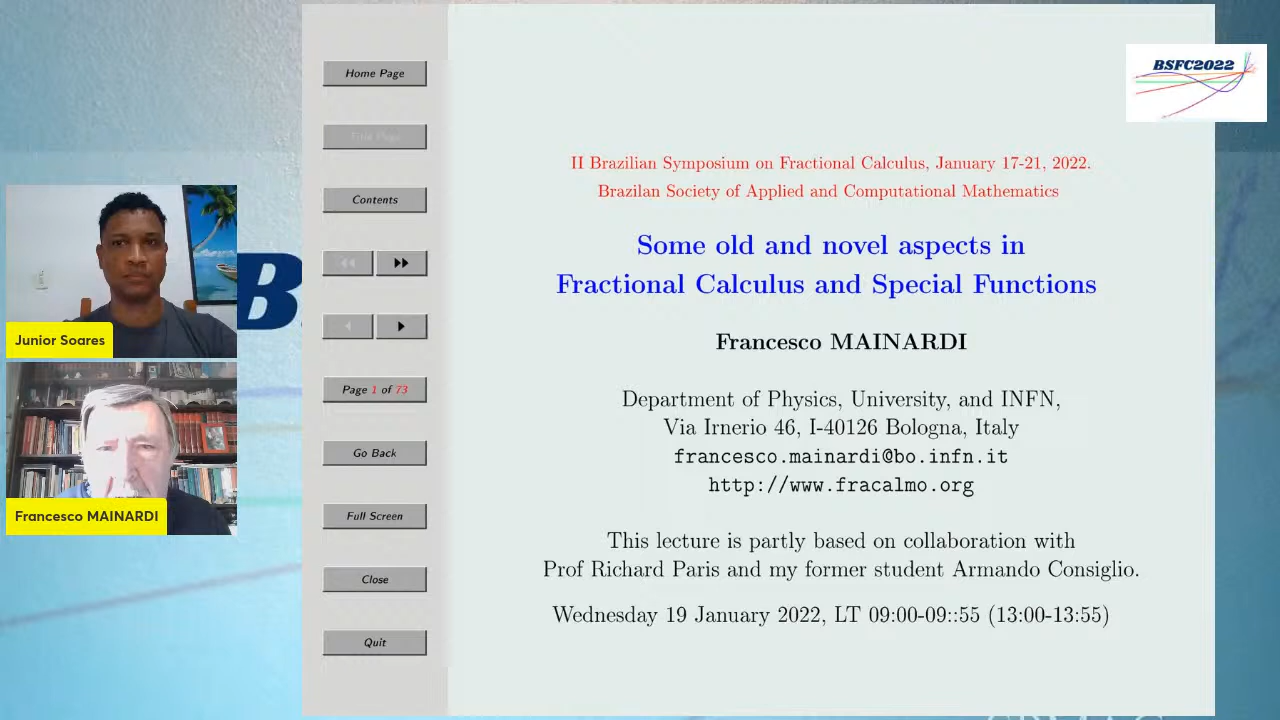 Home Page
Title Page
Contents
Page 1 of 73
Go Back
Full Screen
Close
Quit
BSFC2022
II Brazilian Symposium on Fractional Calculus, January 17-21, 2022.
Brazilan Society of Applied and Computational Mathematics
Some old and novel aspects in
Fractional Calculus and Special Functions
Francesco MAINARDI
Department of Physics, University, and INFN,
Via Irnerio 46, I-40126 Bologna, Italy
francesco.mainardi@bo.infn.it
http://www.fracalmo.org
This lecture is partly based on collaboration with
Prof Richard Paris and my former student Armando Consiglio.
Wednesday 19 January 2022, LT 09:00-09::55 (13:00-13:55)
Junior Soares
Francesco MAINARDI
B